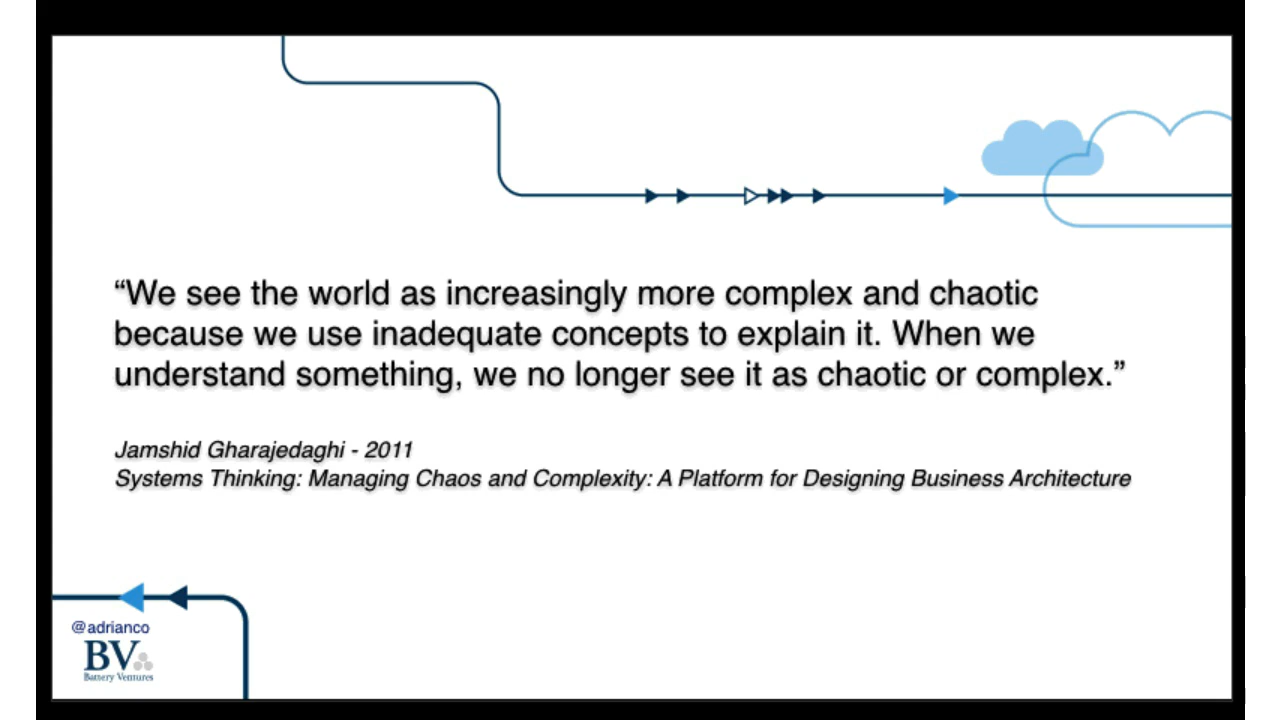 “We see the world as increasingly more complex and chaotic
because we use inadequate concepts to explain it. When we
understand something, we no longer see it as chaotic or complex.”
Jamshid Gharajedaghi - 2011
Systems Thinking: Managing Chaos and Complexity: A Platform for Designing Business Architecture
@adrianco
BV
Battery Ventures